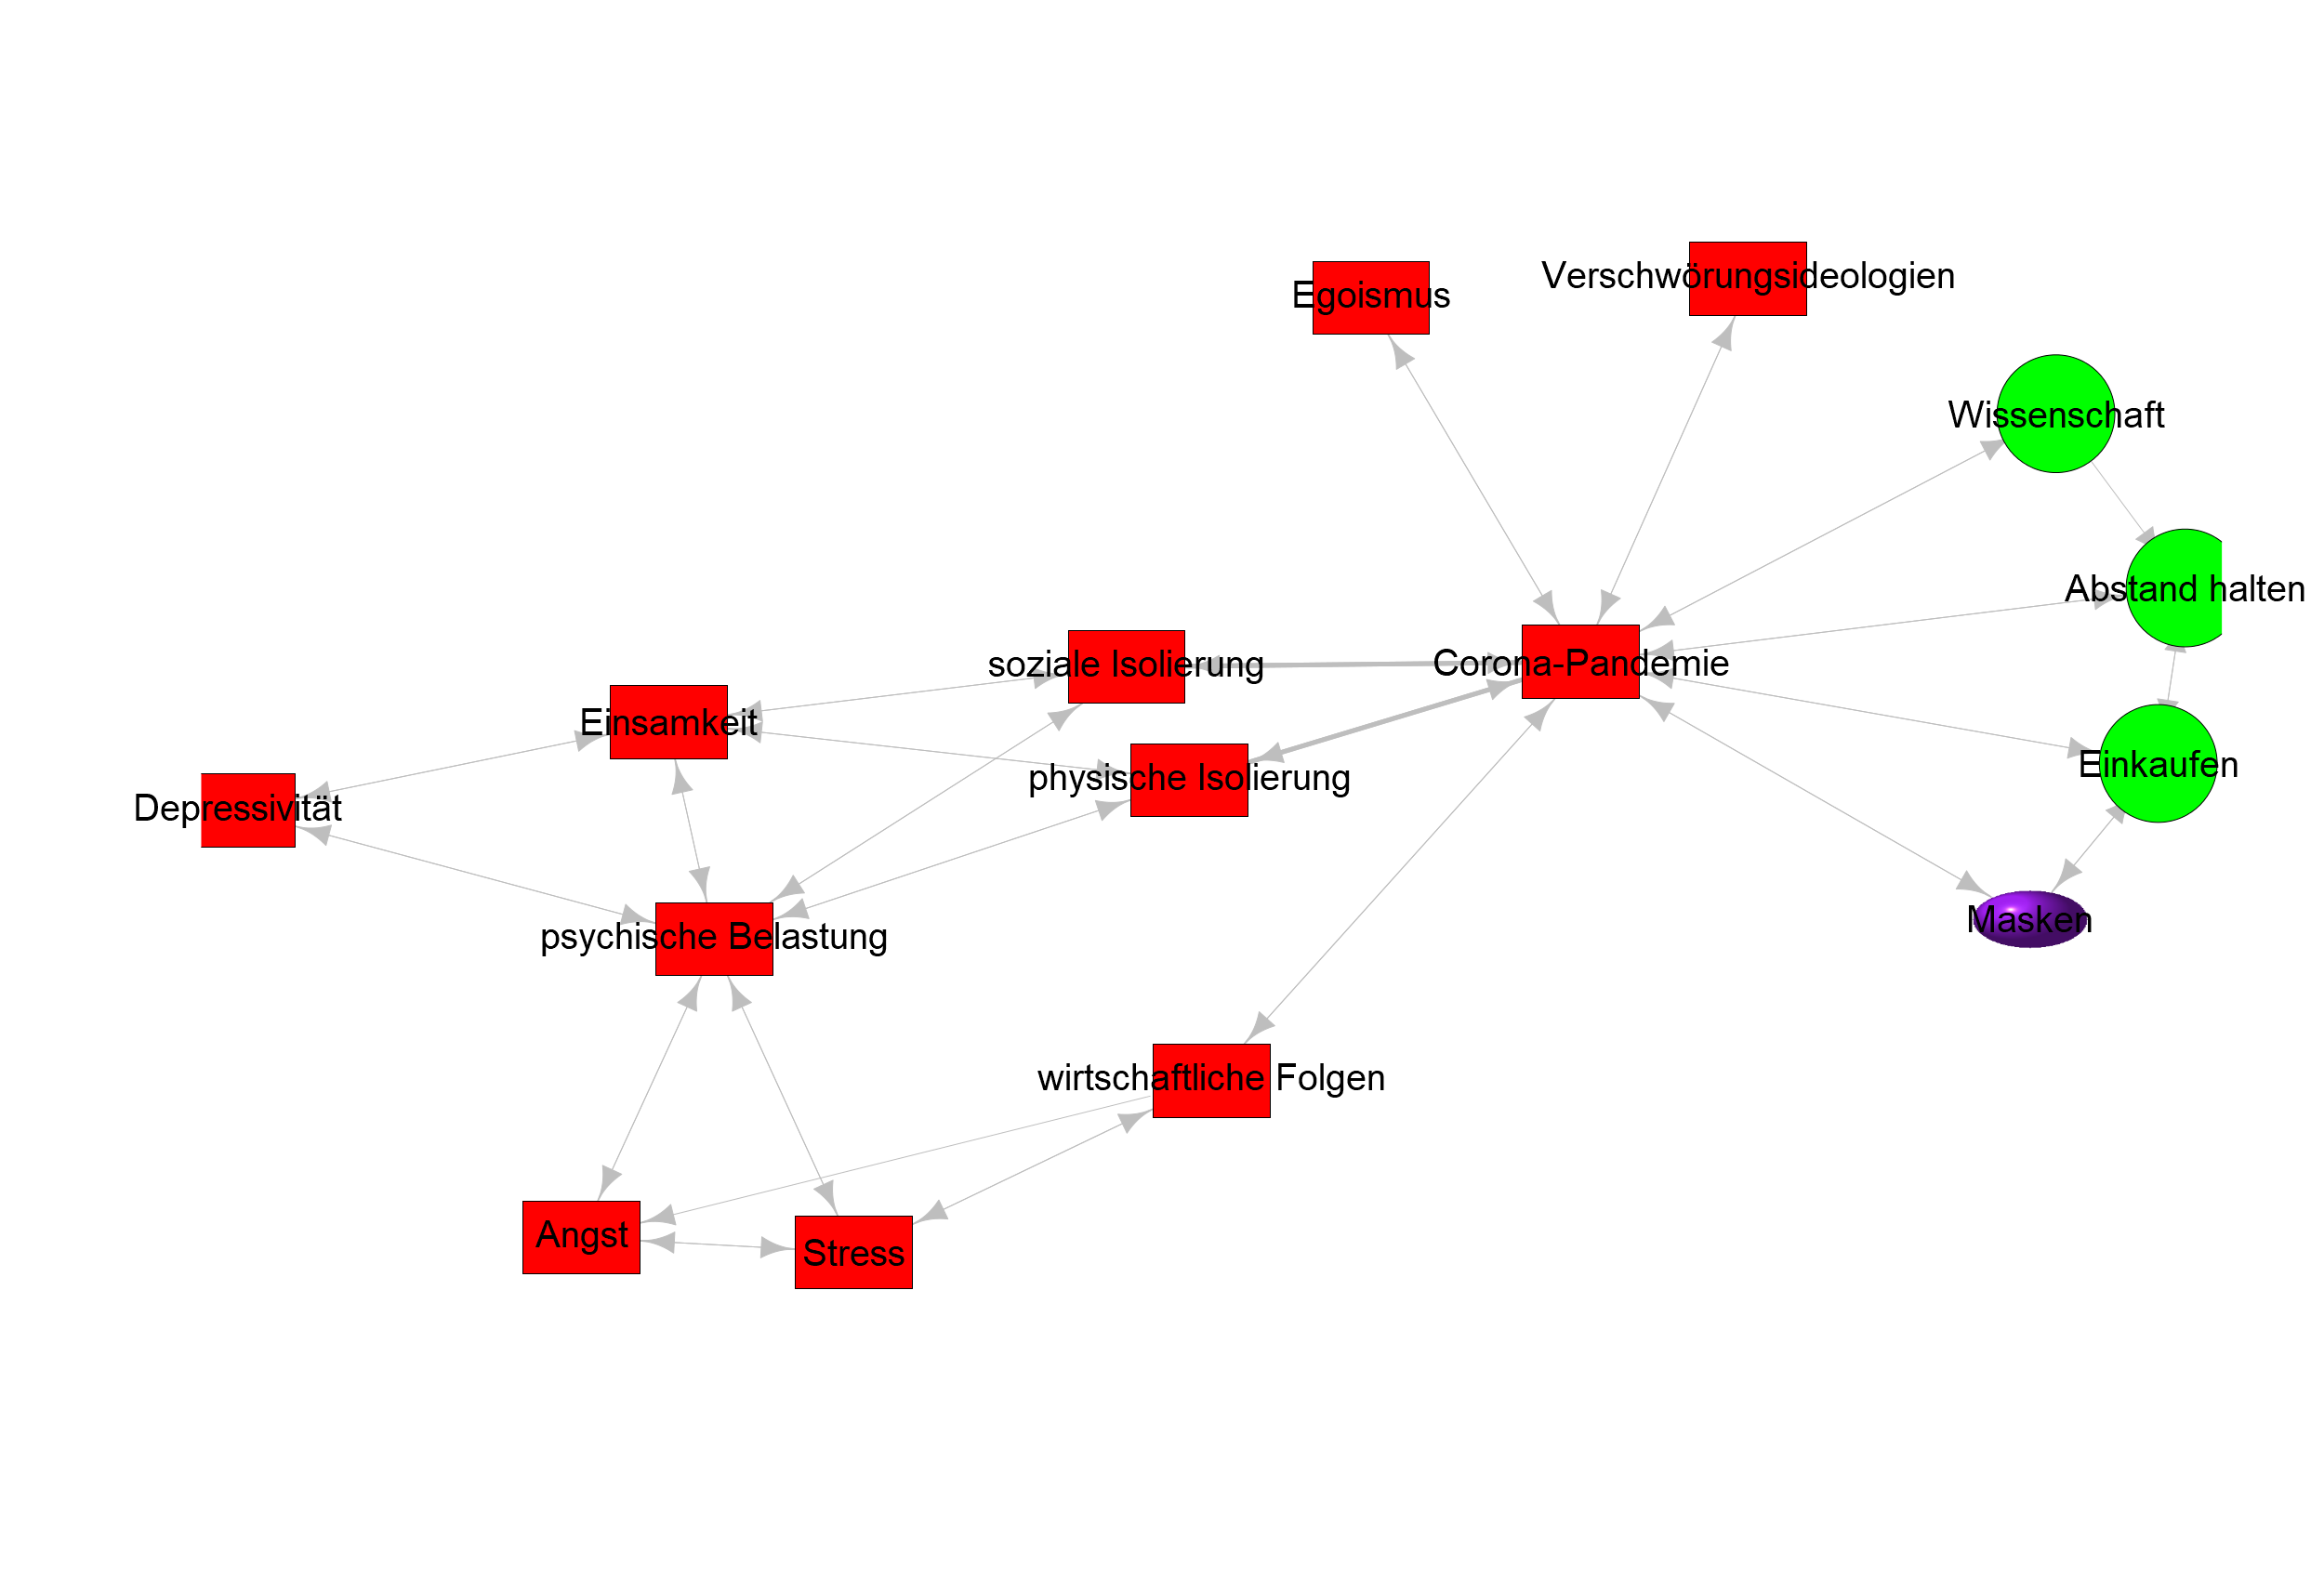 Verschwörungsideologien
Egoismus
Wissenschaft
Abstand halten
soziale Isolierung
Corona-Pandemie
Einsamkeit
physische Isolierung
Einkaufen
Depressivität
psychische Belastung
Masken
wirtschaftliche Folgen
Angst
Stress